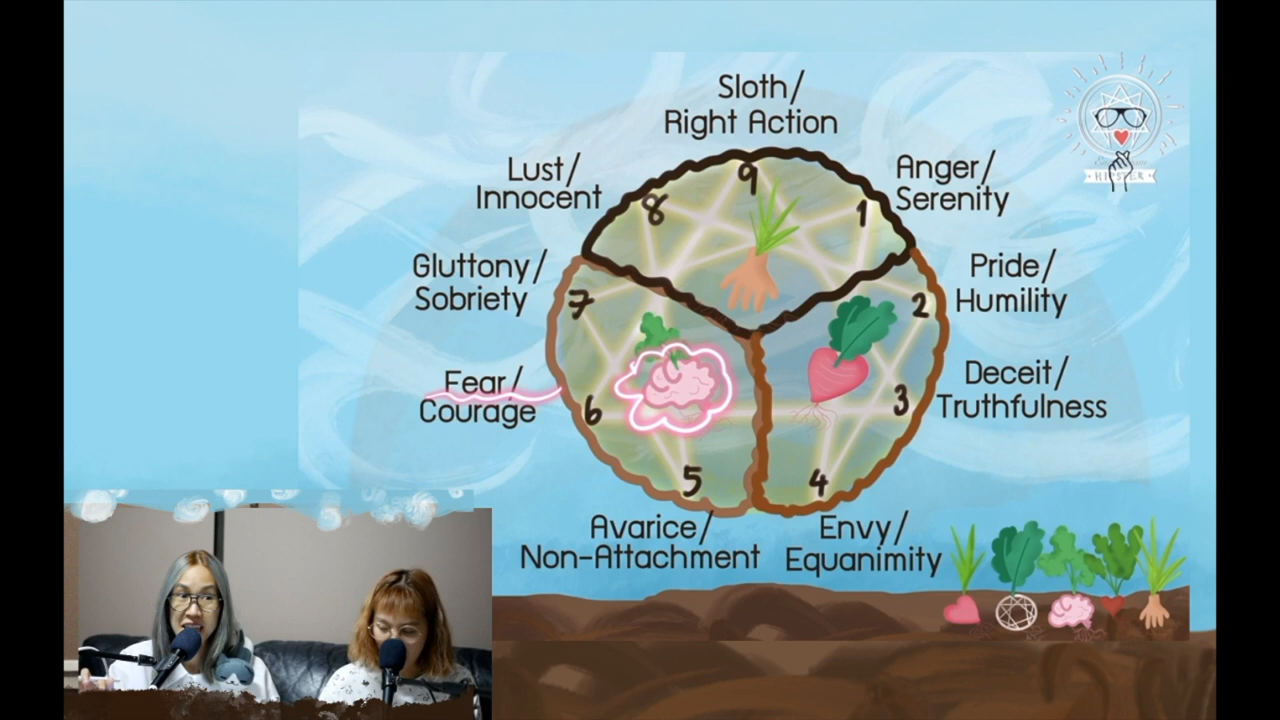 Sloth/
Right Action
Lust/
Innocent
Anger/
Serenity
9
8
1
Gluttony/
Sobriety
Pride/
Humility
7
2
Fear/
Courage
Deceit/
Truthfulness
6
3
5
4
Avarice/
Non-Attachment
Envy/
Equanimity
HIPSTER